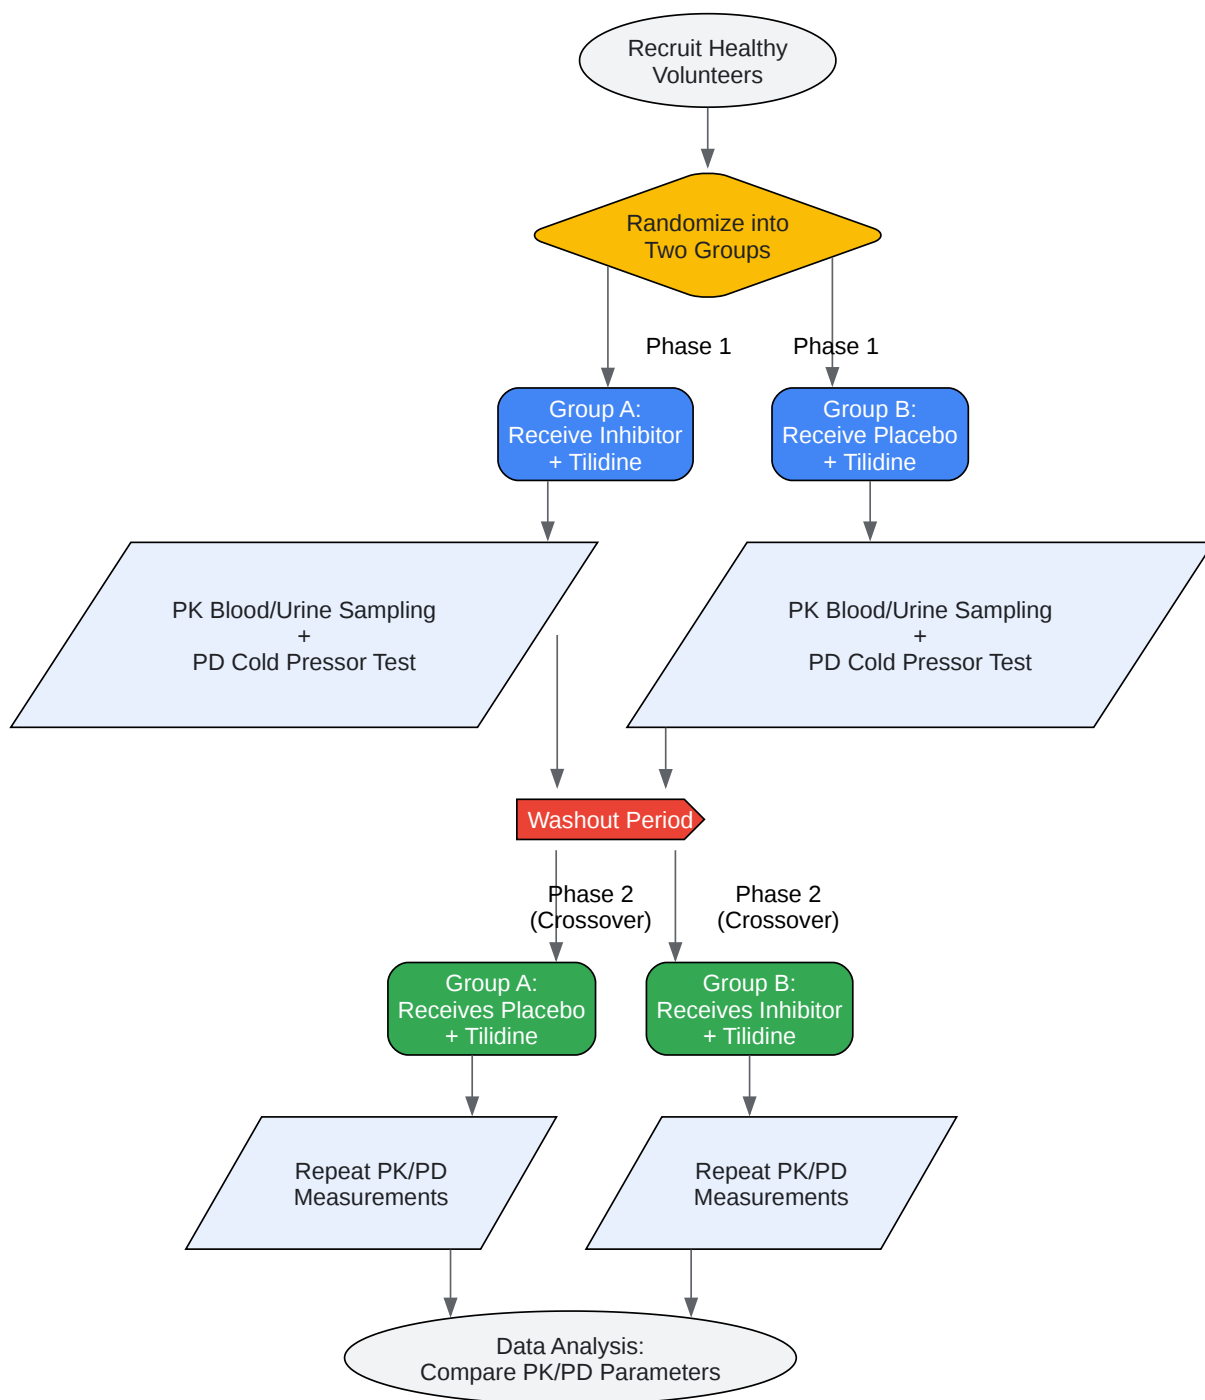 Recruit Healthy
Volunteers
Randomize into
Two Groups
Phase 1
Phase 1
Group A:
Receive Inhibitor
+ Tilidine
Group B:
Receive Placebo
+ Tilidine
PK Blood/Urine Sampling
+
PD Cold Pressor Test
PK Blood/Urine Sampling
+
PD Cold Pressor Test
Washout Period
Phase 2
(Crossover)
Phase 2
(Crossover)
Group A:
Receives Placebo
+ Tilidine
Group B:
Receives Inhibitor
+ Tilidine
Repeat PK/PD
Measurements
Repeat PK/PD
Measurements
Data Analysis:
Compare PK/PD Parameters